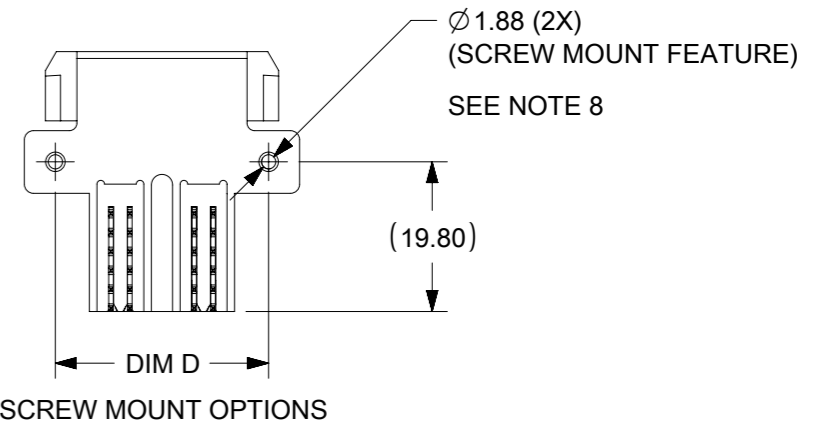 ∅1.88 (2X)
(SCREW MOUNT FEATURE)
SEE NOTE 8
(19.80)
DIM D
SCREW MOUNT OPTIONS